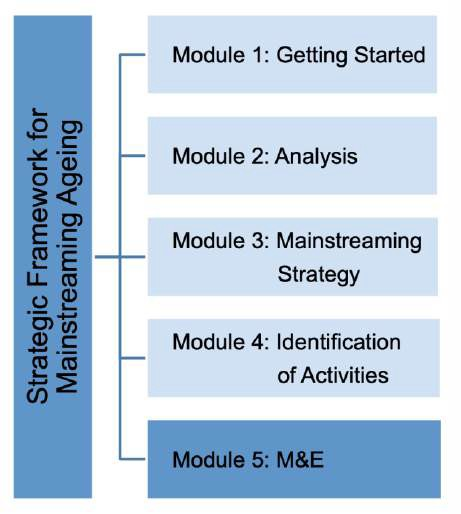 Strategic Framework for
Mainstreaming Ageing
Module 1: Getting Started
Module 2: Analysis
Module 3: Mainstreaming
Strategy
Module 4: Identification
of Activities
Module 5: M&E